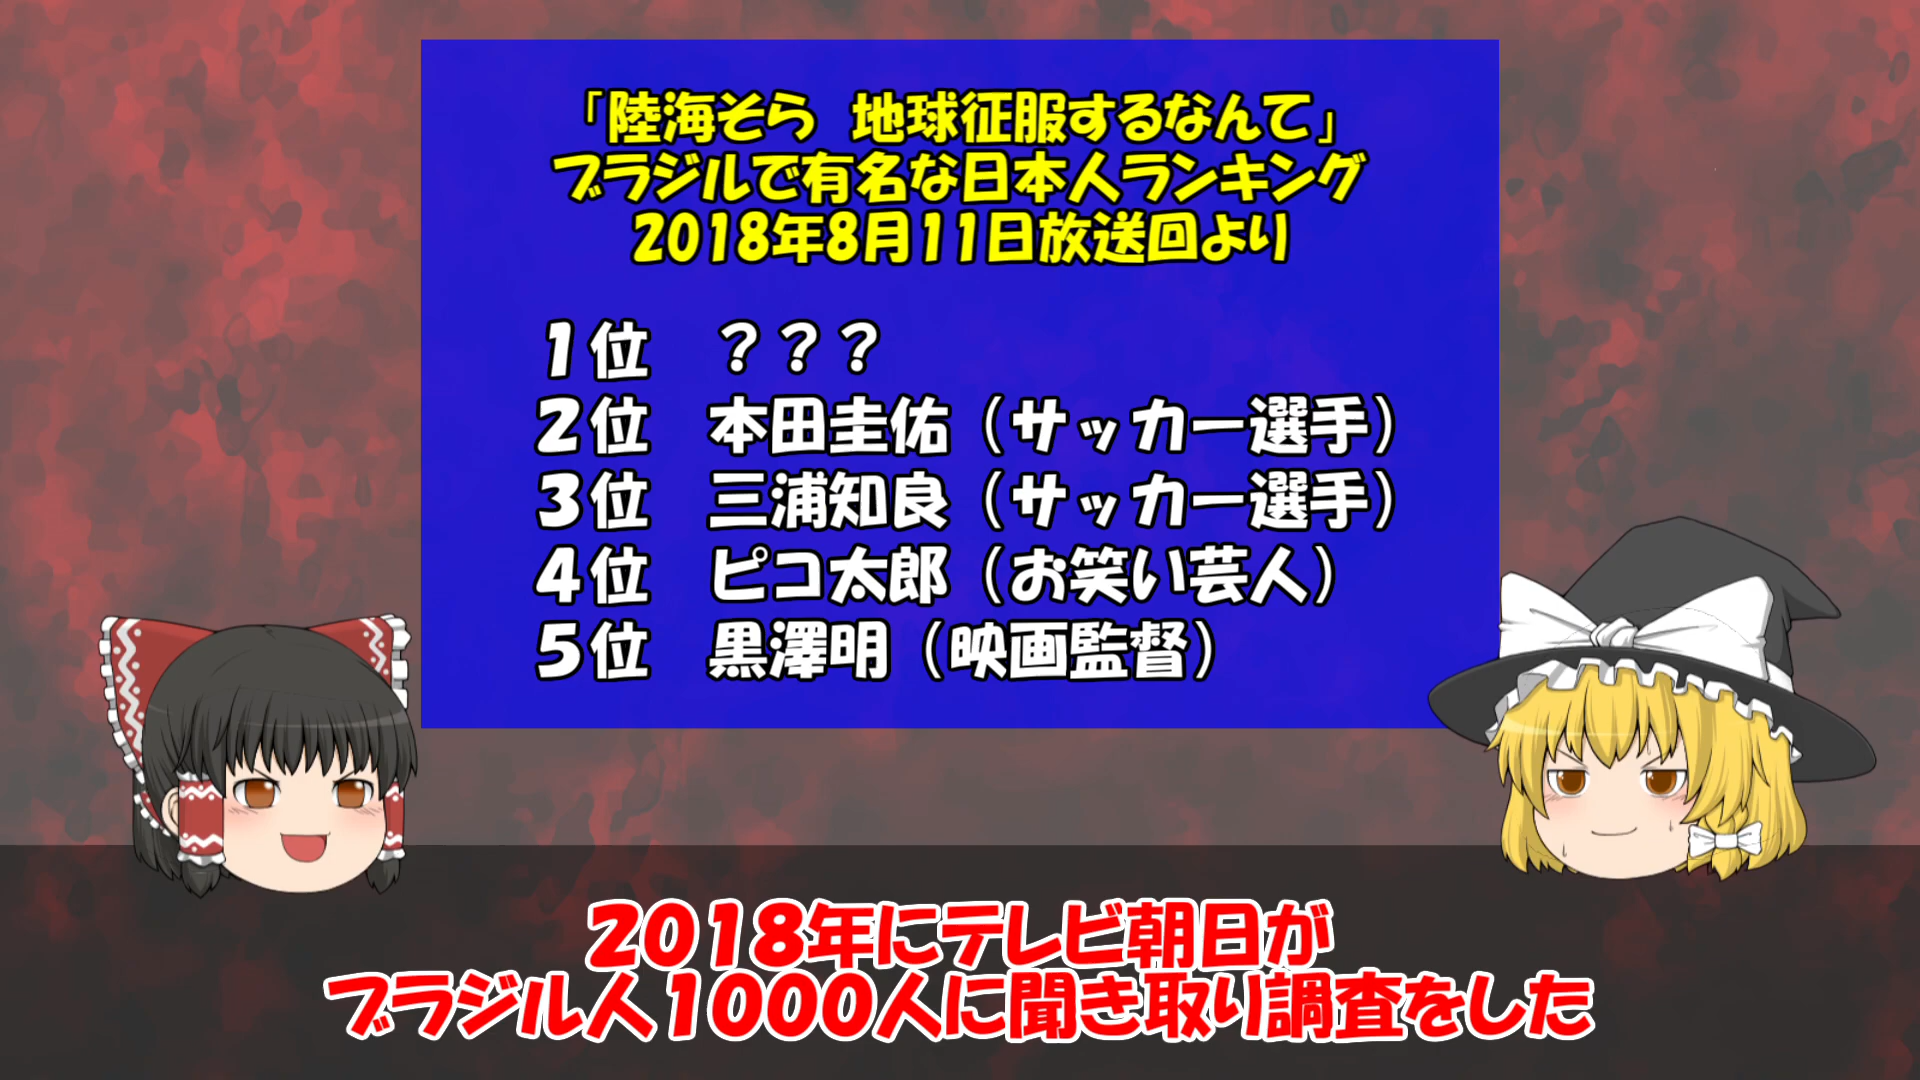 「陸海そら　地球征服するなんて」
ブラジルで有名な日本人ランキング
2018年8月11日放送回より
１位　？？？
２位　本田圭佑（サッカー選手）
３位　三浦知良（サッカー選手）
４位　ピコ太郎（お笑い芸人）
５位　黒澤明（映画監督）
２０１８年にテレビ朝日が
ブラジル人１０００人に聞き取り調査をした